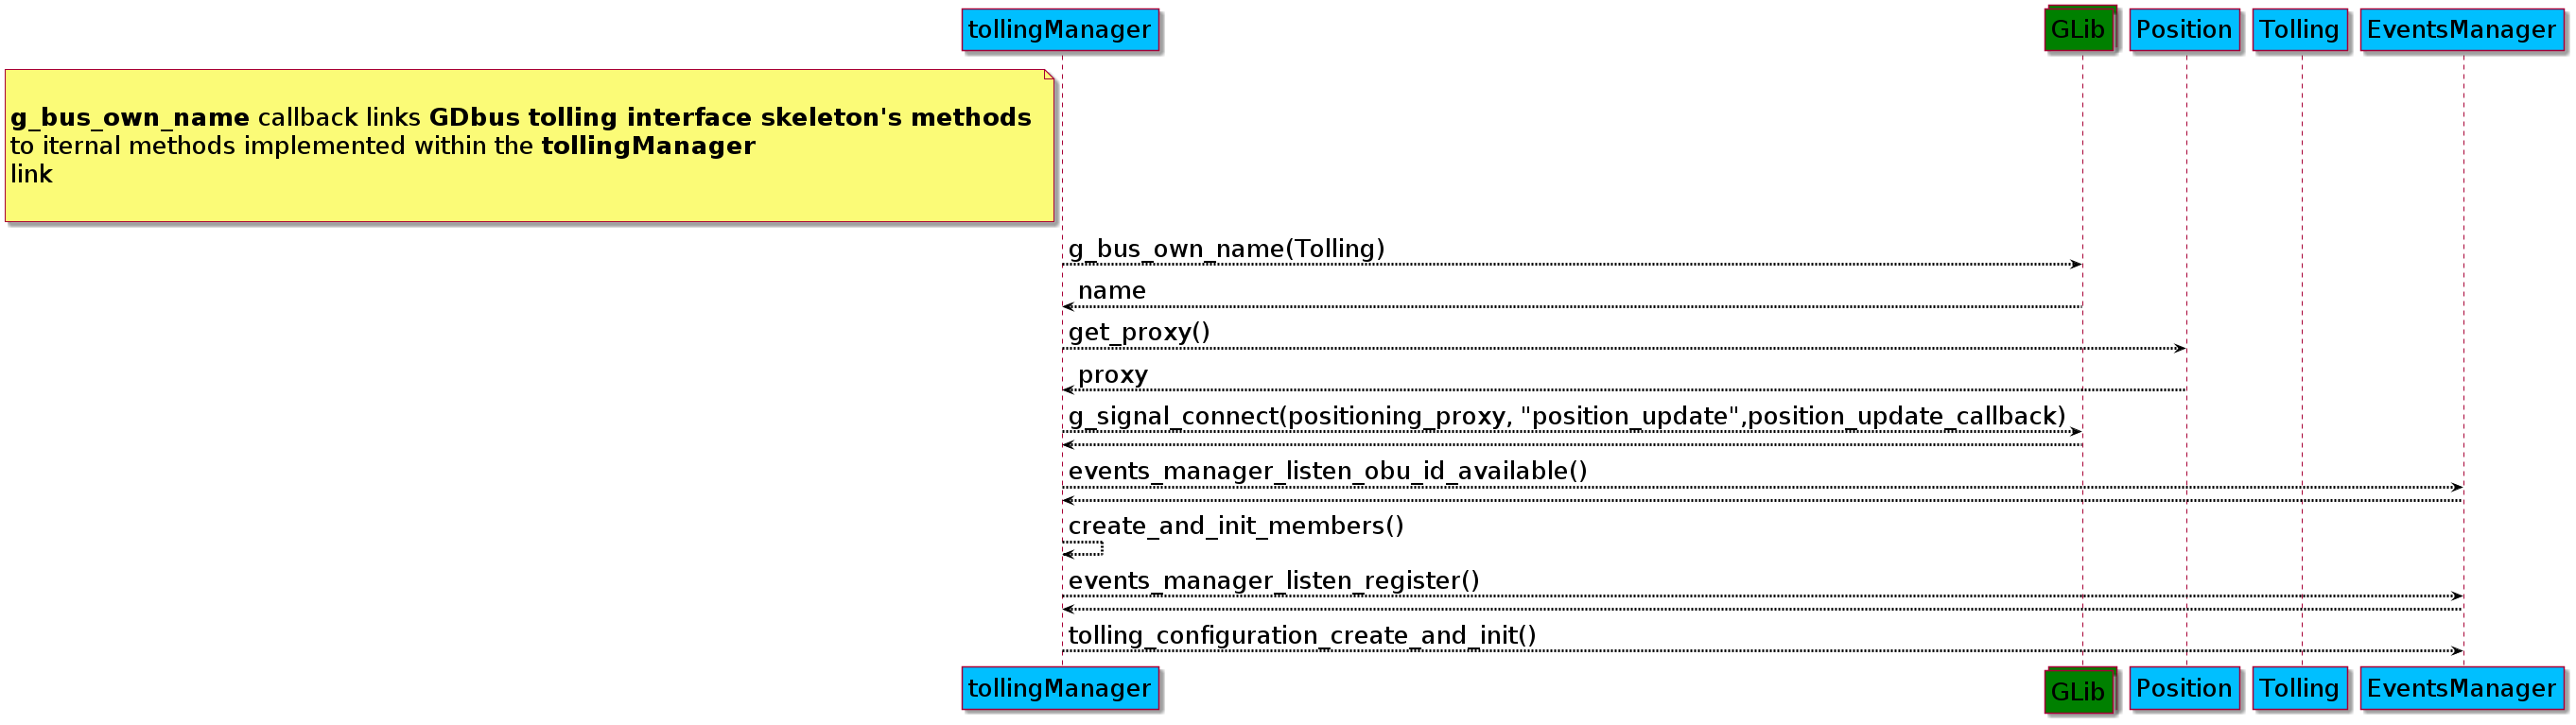 tollingManager
GLib
Position
Tolling
EventsManager
g_bus_own_name callback links GDbus tolling interface skeleton's methods
to iternal methods implemented within the tollingManager
link
g_bus_own_name(Tolling)
name
get_proxy()
proxy
g_signal_connect(positioning_proxy, "position_update",position_update_callback)
events_manager_listen_obu_id_available()
create_and_init_members()
events_manager_listen_register()
tolling_configuration_create_and_init()
tollingManager
GLib
Position
Tolling
EventsManager